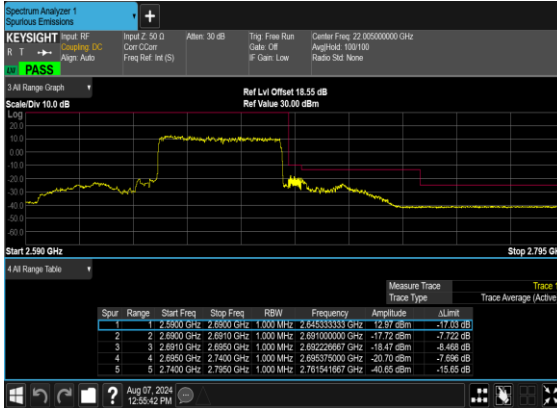 Spectrum Analyzer 1
Spurious Emissions
+
KEYSIGHT Input: RF Input Z: 50 Ω Atten: 30 dB Trig: Free Run Center Freq: 22.005000000 GHz
R T Coupling: DC Corr CCorr Gate: Off Avg|Hold: 100/100
Align: Auto Freq Ref: Int (S) IF Gain: Low Radio Std: None
PASS
3 All Range Graph
Ref Lvl Offset 18.55 dB
Scale/Div 10.0 dB Ref Value 30.00 dBm
Log
20.0
10.0
0.00
-10.0
-20.0
-30.0
-40.0
-50.0
-60.0
Start 2.590 GHz Stop 2.795 GH
4 All Range Table
Measure Trace Trace 1
Trace Type Trace Average (Active
Spur Range Start Freq Stop Freq RBW Frequency Amplitude ΔLimit
1 1 2.5900 GHz 2.6900 GHz 1.000 MHz 2.645333333 GHz 12.97 dBm -17.03 dB
2 2 2.6900 GHz 2.6910 GHz 1.000 MHz 2.691000000 GHz -17.72 dBm -7.722 dB
3 3 2.6910 GHz 2.6950 GHz 1.000 MHz 2.692226667 GHz -18.47 dBm -8.468 dB
4 4 2.6950 GHz 2.7400 GHz 1.000 MHz 2.695375000 GHz -20.70 dBm -7.696 dB
5 5 2.7400 GHz 2.7950 GHz 1.000 MHz 2.761541667 GHz -40.65 dBm -15.65 dB
? Aug 07, 2024
12:55:42 PM